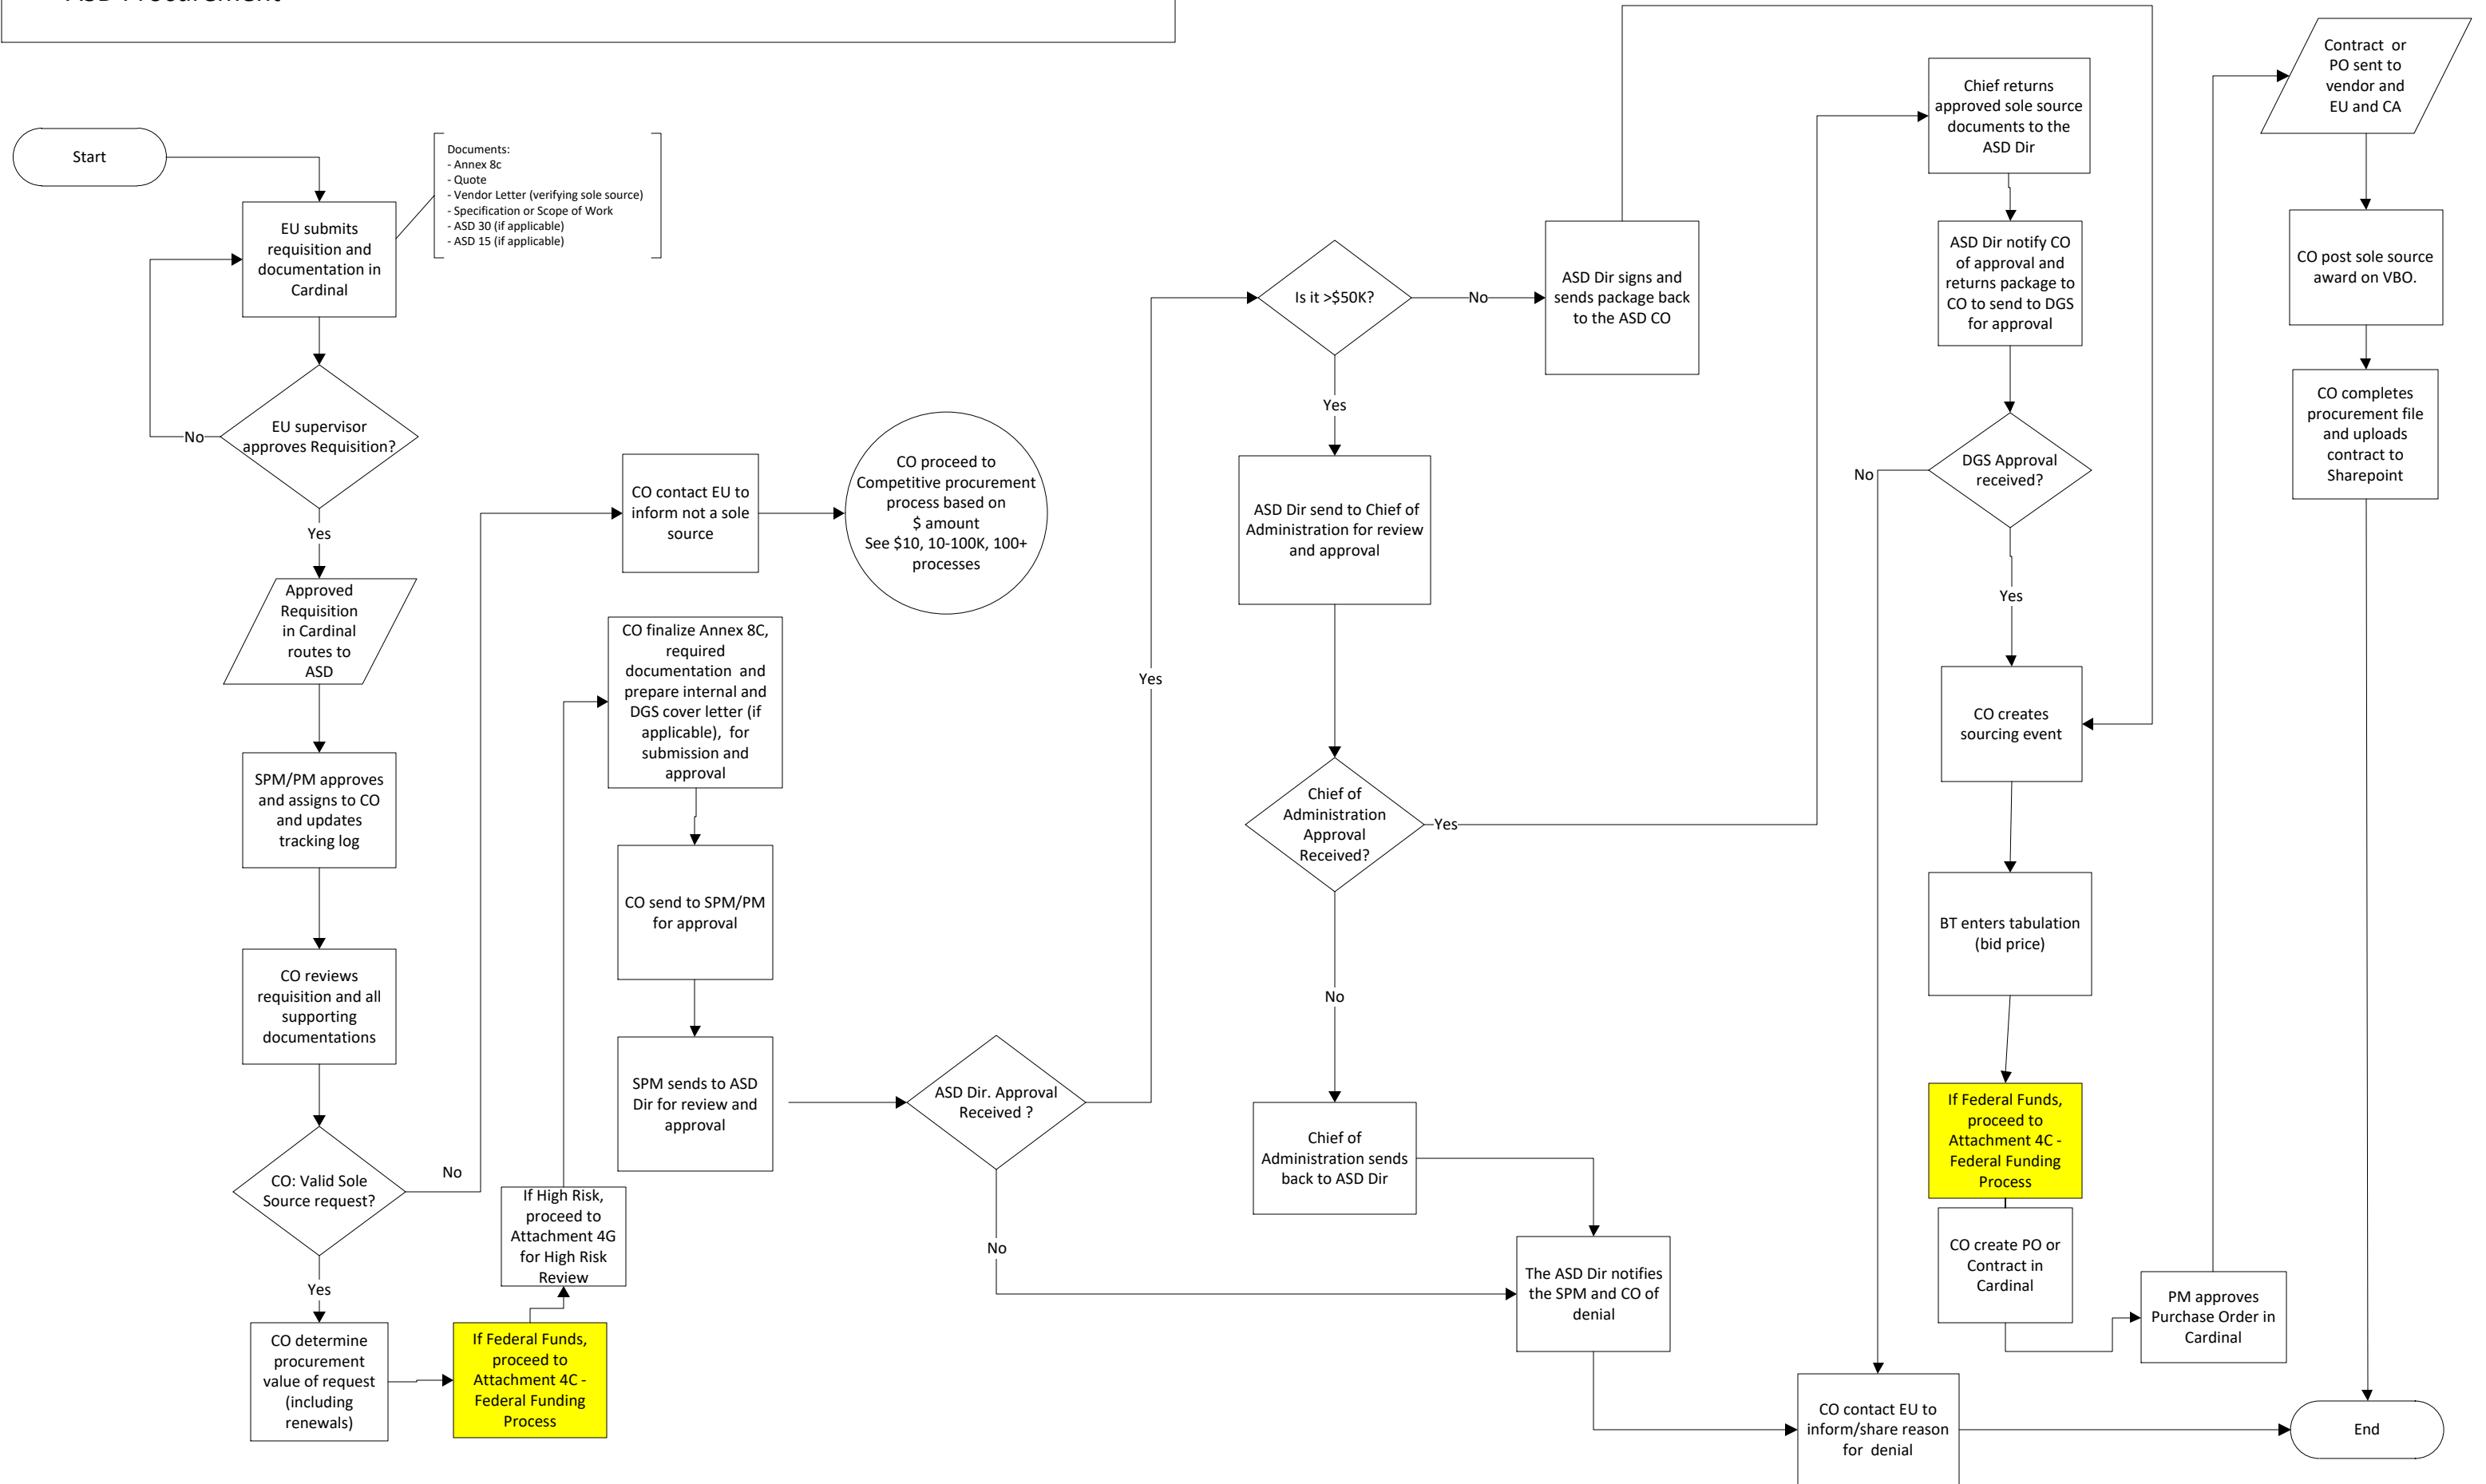 ASD Procurement
Start
Documents:
- Annex 8c
- Quote
- Vendor Letter (verifying sole source)
- Specification or Scope of Work
- ASD 30 (if applicable)
- ASD 15 (if applicable)
EU submits
requisition and
documentation in
Cardinal
EU supervisor
approves Requisition?
No
Yes
Approved
Requisition
in Cardinal
routes to
ASD
SPM/PM approves
and assigns to CO
and updates
tracking log
CO reviews
requisition and all
supporting
documentations
CO: Valid Sole
Source request?
No
Yes
CO determine
procurement
value of request
(including
renewals)
If Federal Funds,
proceed to
Attachment 4C -
Federal Funding
Process
If High Risk,
proceed to
Attachment 4G
for High Risk
Review
CO contact EU to
inform not a sole
source
CO proceed to
Competitive procurement
process based on
$ amount
See $10, 10-100K, 100+
processes
CO finalize Annex 8C,
required
documentation and
prepare internal and
DGS cover letter (if
applicable), for
submission and
approval
CO send to SPM/PM
for approval
SPM sends to ASD
Dir for review and
approval
ASD Dir. Approval
Received ?
Yes
No
Is it >$50K?
No
Yes
ASD Dir signs and
sends package back
to the ASD CO
ASD Dir send to Chief of
Administration for review
and approval
Chief of
Administration
Approval
Received?
Yes
No
Chief of
Administration sends
back to ASD Dir
The ASD Dir notifies
the SPM and CO of
denial
Chief returns
approved sole source
documents to the
ASD Dir
ASD Dir notify CO
of approval and
returns package to
CO to send to DGS
for approval
DGS Approval
received?
No
Yes
CO creates
sourcing event
BT enters tabulation
(bid price)
If Federal Funds,
proceed to
Attachment 4C -
Federal Funding
Process
CO create PO or
Contract in
Cardinal
PM approves
Purchase Order in
Cardinal
CO contact EU to
inform/share reason
for denial
Contract or
PO sent to
vendor and
EU and CA
CO post sole source
award on VBO.
CO completes
procurement file
and uploads
contract to
Sharepoint
End